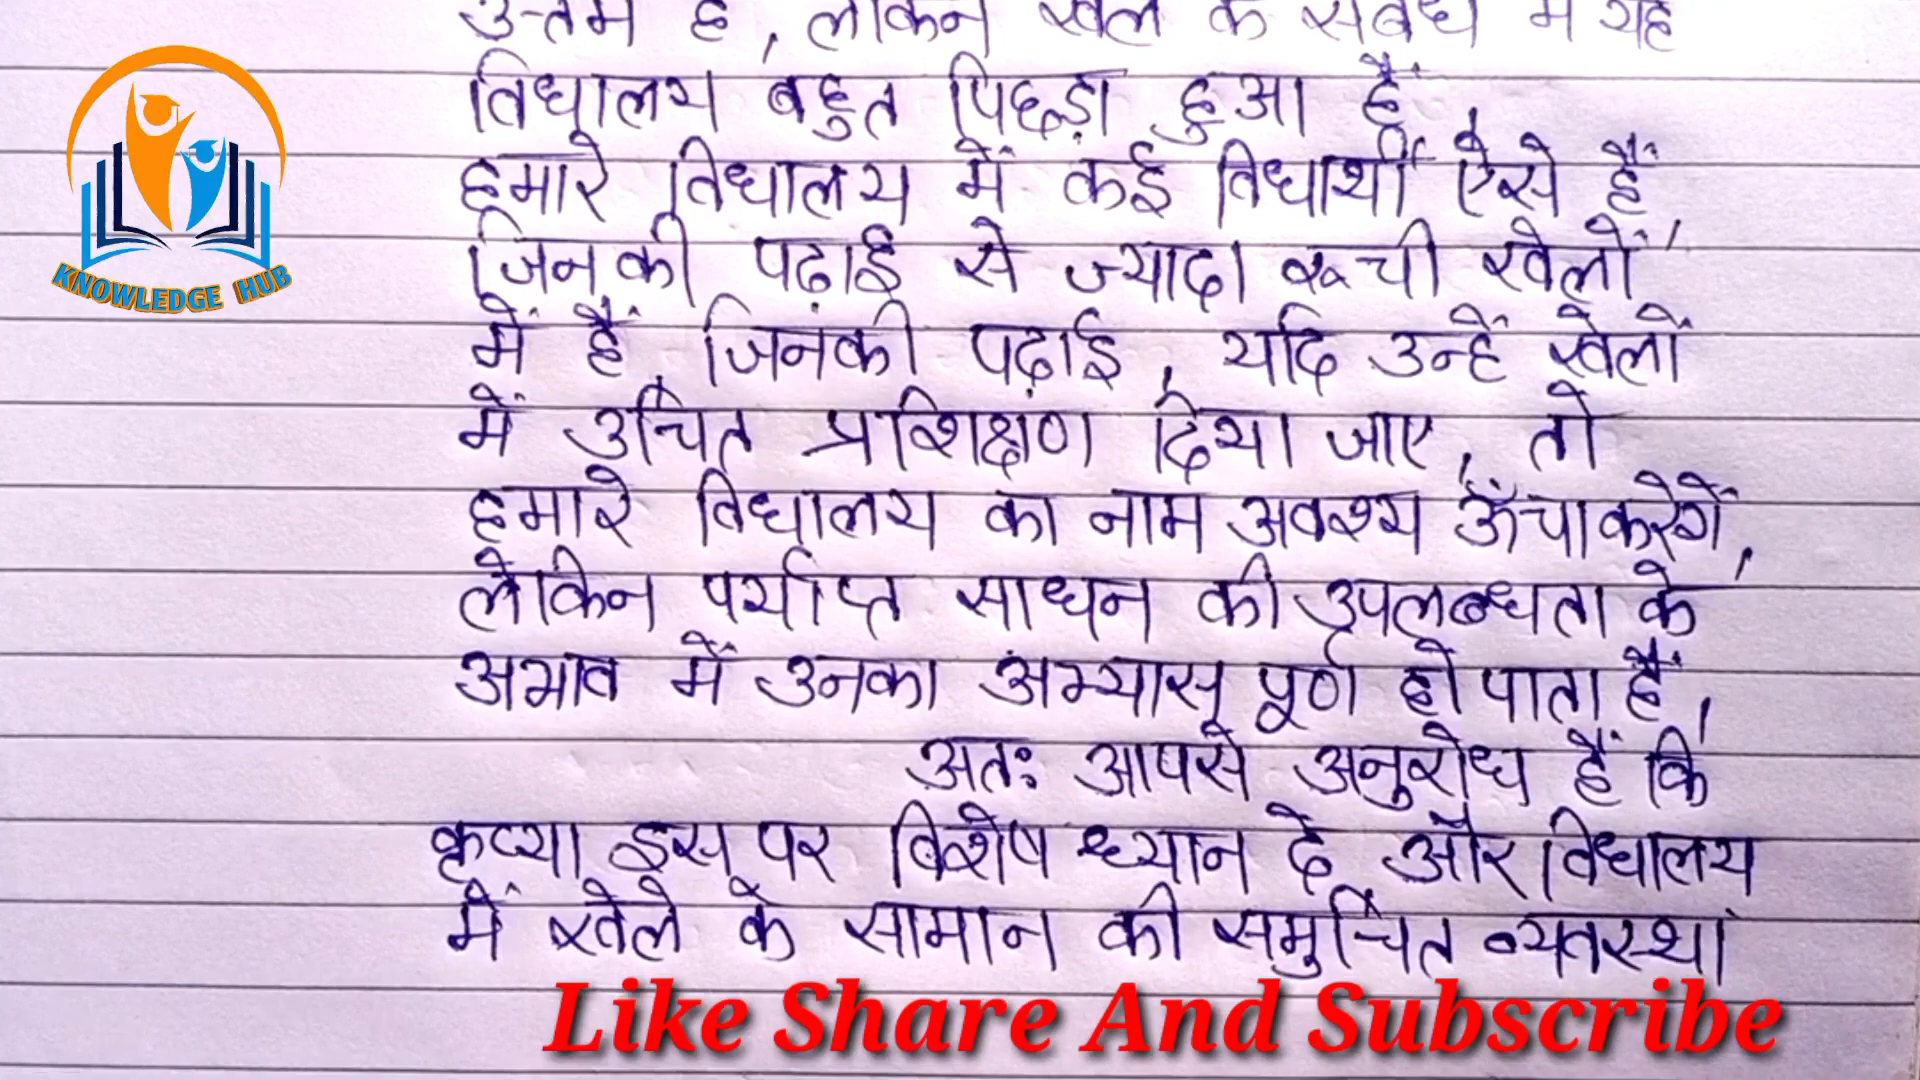 उत्तम है, लेकिन खेल के संबंध में यह
विधालय बहुत पिछड़ा हुआ है,
हमारे विधालय में कई विधार्थी ऐसे हैं,
जिनकी पढ़ाई से ज्यादा रूची खेलों
में हैं, जिनकी पढ़ाई, यदि उन्हें खेलों
में उचित प्रशिक्षण दिया जाए, तो
हमारे विधालय का नाम अवश्य ऊँचा करेगें,
लेकिन पर्याप्त साधन की उपलब्धता के
अभाव में उनका अभ्यास पूर्ण हो पाता है,
अतः आपसे अनुरोध हैं कि
कृप्या इस पर विशेष ध्यान दे और विधालय
में खेले के सामान की समुचित व्यवस्था
KNOWLEDGE HUB
Like Share And Subscribe